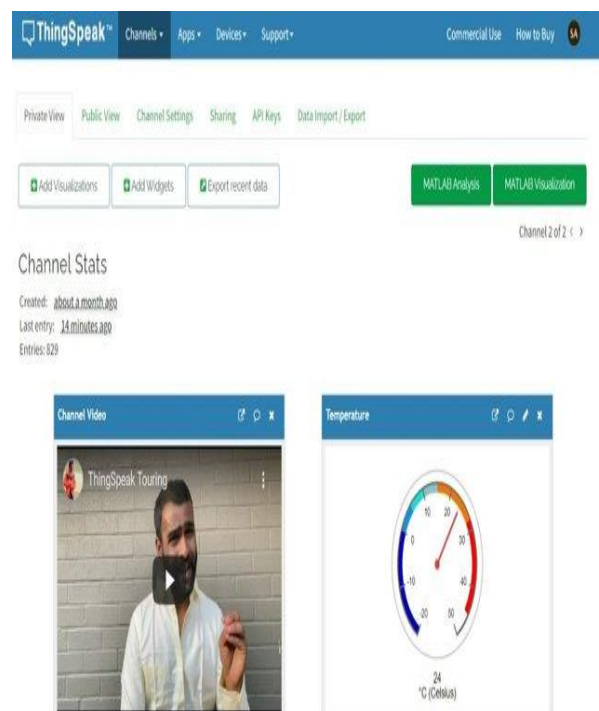 ThingSpeak™ Channels Apps Devices Support Commercial Use How to Buy SA
Private View Public View Channel Settings Sharing API Keys Data Import / Export
Add Visualizations Add Widgets Export recent data MATLAB Analysis MATLAB Visualization
Channel 2 of 2 < >
Channel Stats
Created: about a month ago
Last entry: 14 minutes ago
Entries: 829
Channel Video Temperature
ThingSpeak Touring
10 20
0 30
-10 40
-20 50
24
°C (Celsius)